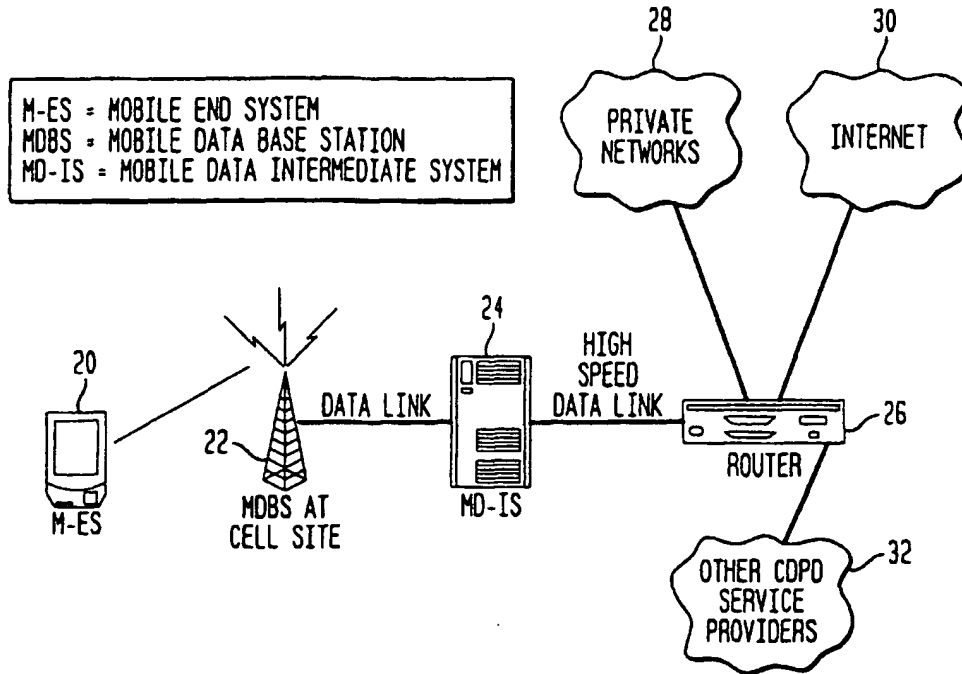 28
30
M-ES = MOBILE END SYSTEM
MDBS = MOBILE DATA BASE STATION
MD-IS = MOBILE DATA INTERMEDIATE SYSTEM
PRIVATE
NETWORKS
INTERNET
20
M-ES
22
MDBS AT
CELL SITE
DATA LINK
24
MD-IS
HIGH
SPEED
DATA LINK
26
ROUTER
32
OTHER CDPD
SERVICE
PROVIDERS